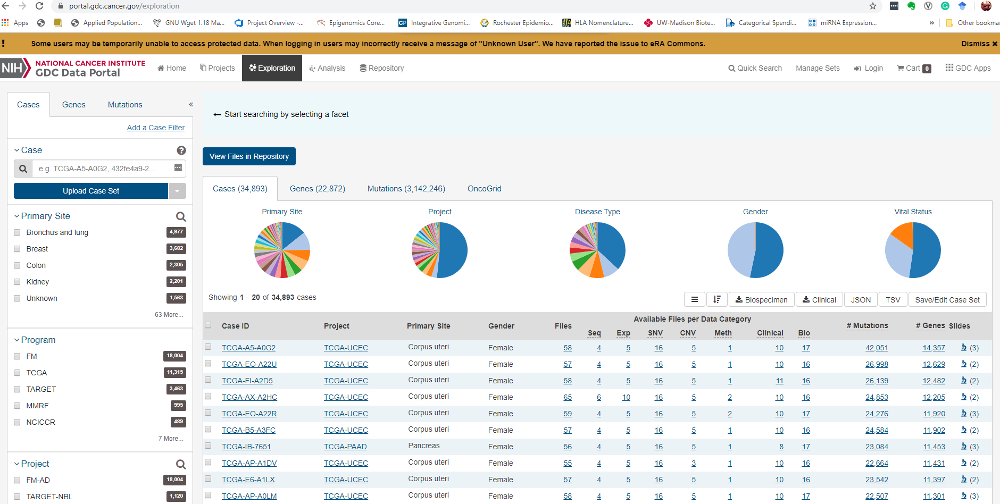 portal.gdc.cancer.gov/exploration
Apps
Applied Population...
GNU Wget 1.18 Ma...
Project Overview -...
Epigenomics Core...
Integrative Genomi...
Rochester Epidemio...
HLA Nomenclature...
UW-Madison Biote...
Categorical Spendi...
miRNA Expression...
»
Other bookmar
! Some users may be temporarily unable to access protected data. When logging in users may incorrectly receive a message of "Unknown User". We have reported the issue to eRA Commons. Dismiss ×
NIH NATIONAL CANCER INSTITUTE
GDC Data Portal
Home Projects Exploration Analysis Repository Quick Search Manage Sets Login Cart 0 GDC Apps
Cases Genes Mutations «
Add a Case Filter
Case ?
e.g. TCGA-A5-A0G2, 432fe4a9-2...
Upload Case Set
Primary Site
Bronchus and lung 4,977
Breast 3,682
Colon 2,305
Kidney 2,201
Unknown 1,563
63 More...
Program
FM 18,004
TCGA 11,315
TARGET 3,463
MMRF 995
NCICCR 489
7 More...
Project
FM-AD 18,004
TARGET-NBL 1,120
Start searching by selecting a facet
View Files in Repository
Cases (34,893) Genes (22,872) Mutations (3,142,246) OncoGrid
Primary Site Project Disease Type Gender Vital Status
Showing 1 - 20 of 34,893 cases
Biospecimen Clinical JSON TSV Save/Edit Case Set
Available Files per Data Category
Case ID Project Primary Site Gender Files Seq Exp SNV CNV Meth Clinical Bio # Mutations # Genes Slides
TCGA-A5-A0G2 TCGA-UCEC Corpus uteri Female 58 4 5 16 5 1 10 17 42,051 14,357 (3)
TCGA-EO-A22U TCGA-UCEC Corpus uteri Female 57 4 5 16 5 1 10 16 26,998 12,629 (2)
TCGA-FI-A2D5 TCGA-UCEC Corpus uteri Female 58 4 5 16 5 1 11 16 26,139 12,482 (2)
TCGA-AX-A2HC TCGA-UCEC Corpus uteri Female 65 6 10 16 5 2 10 16 24,853 12,205 (2)
TCGA-EO-A22R TCGA-UCEC Corpus uteri Female 59 4 5 16 5 2 10 17 24,276 11,920 (3)
TCGA-B5-A3FC TCGA-UCEC Corpus uteri Female 57 4 5 16 5 1 10 16 24,584 11,902 (2)
TCGA-IB-7651 TCGA-PAAD Pancreas Female 56 4 5 16 5 1 8 17 23,084 11,453 (3)
TCGA-AP-A1DV TCGA-UCEC Corpus uteri Female 55 4 5 16 3 1 10 16 22,664 11,431 (2)
TCGA-E6-A1LX TCGA-UCEC Corpus uteri Female 57 4 5 16 5 1 10 16 23,542 11,397 (2)
TCGA-AP-A0LM TCGA-UCEC Corpus uteri Female 58 4 5 16 5 1 10 17 22,507 11,301 (3)